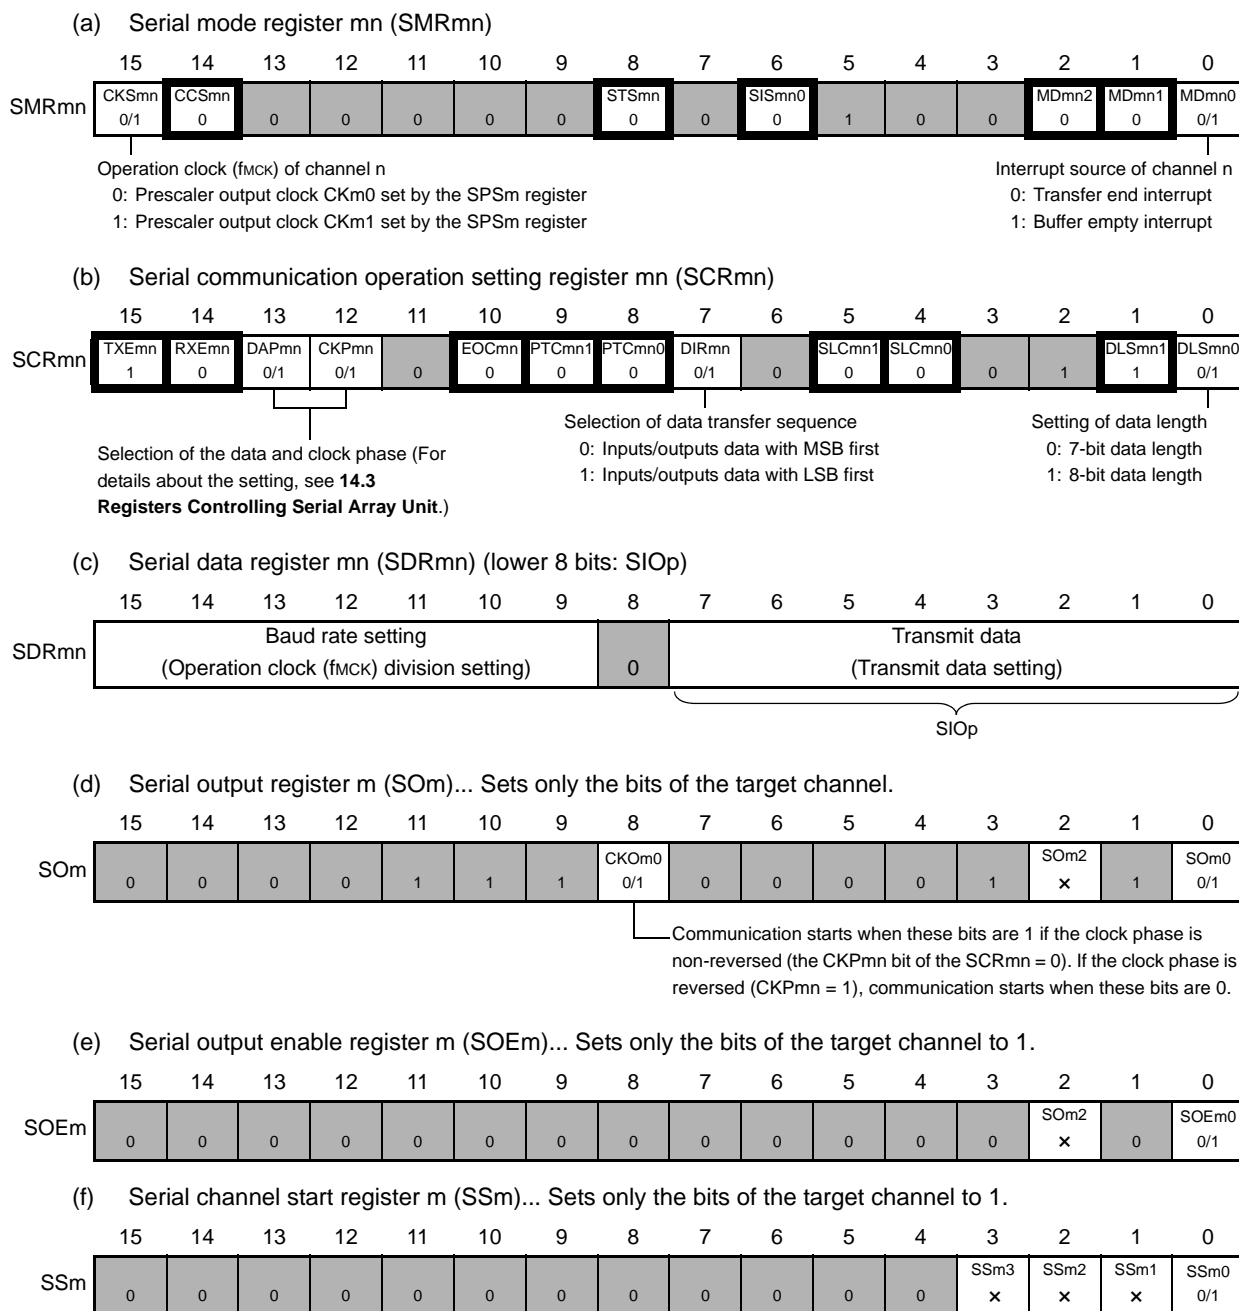 (a) Serial mode register mn (SMRmn)
15 14 13 12 11 10 9 8 7 6 5 4 3 2 1 0
CKSmn CCSmn STSmn SISmn0 MDmn2 MDmn1 MDmn0
SMRmn
0/1 0 0 0 0 0 0 0 0 0 1 0 0 0 0 0/1
Operation clock (fMCK) of channel n
0: Prescaler output clock CKm0 set by the SPSm register
1: Prescaler output clock CKm1 set by the SPSm register
Interrupt source of channel n
0: Transfer end interrupt
1: Buffer empty interrupt
(b) Serial communication operation setting register mn (SCRmn)
15 14 13 12 11 10 9 8 7 6 5 4 3 2 1 0
TXEmn RXEmn DAPmn CKPmn EOCmn PTCmn1 PTCmn0 DIRmn SLCmn1 SLCmn0 DLSmn1 DLSmn0
SCRmn
1 0 0/1 0/1 0 0 0 0 0/1 0 0 0 0 1 1 0/1
Selection of the data and clock phase (For
details about the setting, see 14.3
Registers Controlling Serial Array Unit.)
Selection of data transfer sequence
0: Inputs/outputs data with MSB first
1: Inputs/outputs data with LSB first
Setting of data length
0: 7-bit data length
1: 8-bit data length
(c) Serial data register mn (SDRmn) (lower 8 bits: SIOp)
15 14 13 12 11 10 9 8 7 6 5 4 3 2 1 0
SDRmn
Baud rate setting
(Operation clock (fMCK) division setting)
0
Transmit data
(Transmit data setting)
SIOp
(d) Serial output register m (SOm)... Sets only the bits of the target channel.
15 14 13 12 11 10 9 8 7 6 5 4 3 2 1 0
CKOm0 SOm2 SOm0
SOm
0 0 0 0 1 1 1 0/1 0 0 0 0 1 × 1 0/1
Communication starts when these bits are 1 if the clock phase is
non-reversed (the CKPmn bit of the SCRmn = 0). If the clock phase is
reversed (CKPmn = 1), communication starts when these bits are 0.
(e) Serial output enable register m (SOEm)... Sets only the bits of the target channel to 1.
15 14 13 12 11 10 9 8 7 6 5 4 3 2 1 0
SOm2 SOEm0
SOEm
0 0 0 0 0 0 0 0 0 0 0 0 0 × 0 0/1
(f) Serial channel start register m (SSm)... Sets only the bits of the target channel to 1.
15 14 13 12 11 10 9 8 7 6 5 4 3 2 1 0
SSm3 SSm2 SSm1 SSm0
SSm
0 0 0 0 0 0 0 0 0 0 0 0 × × × 0/1